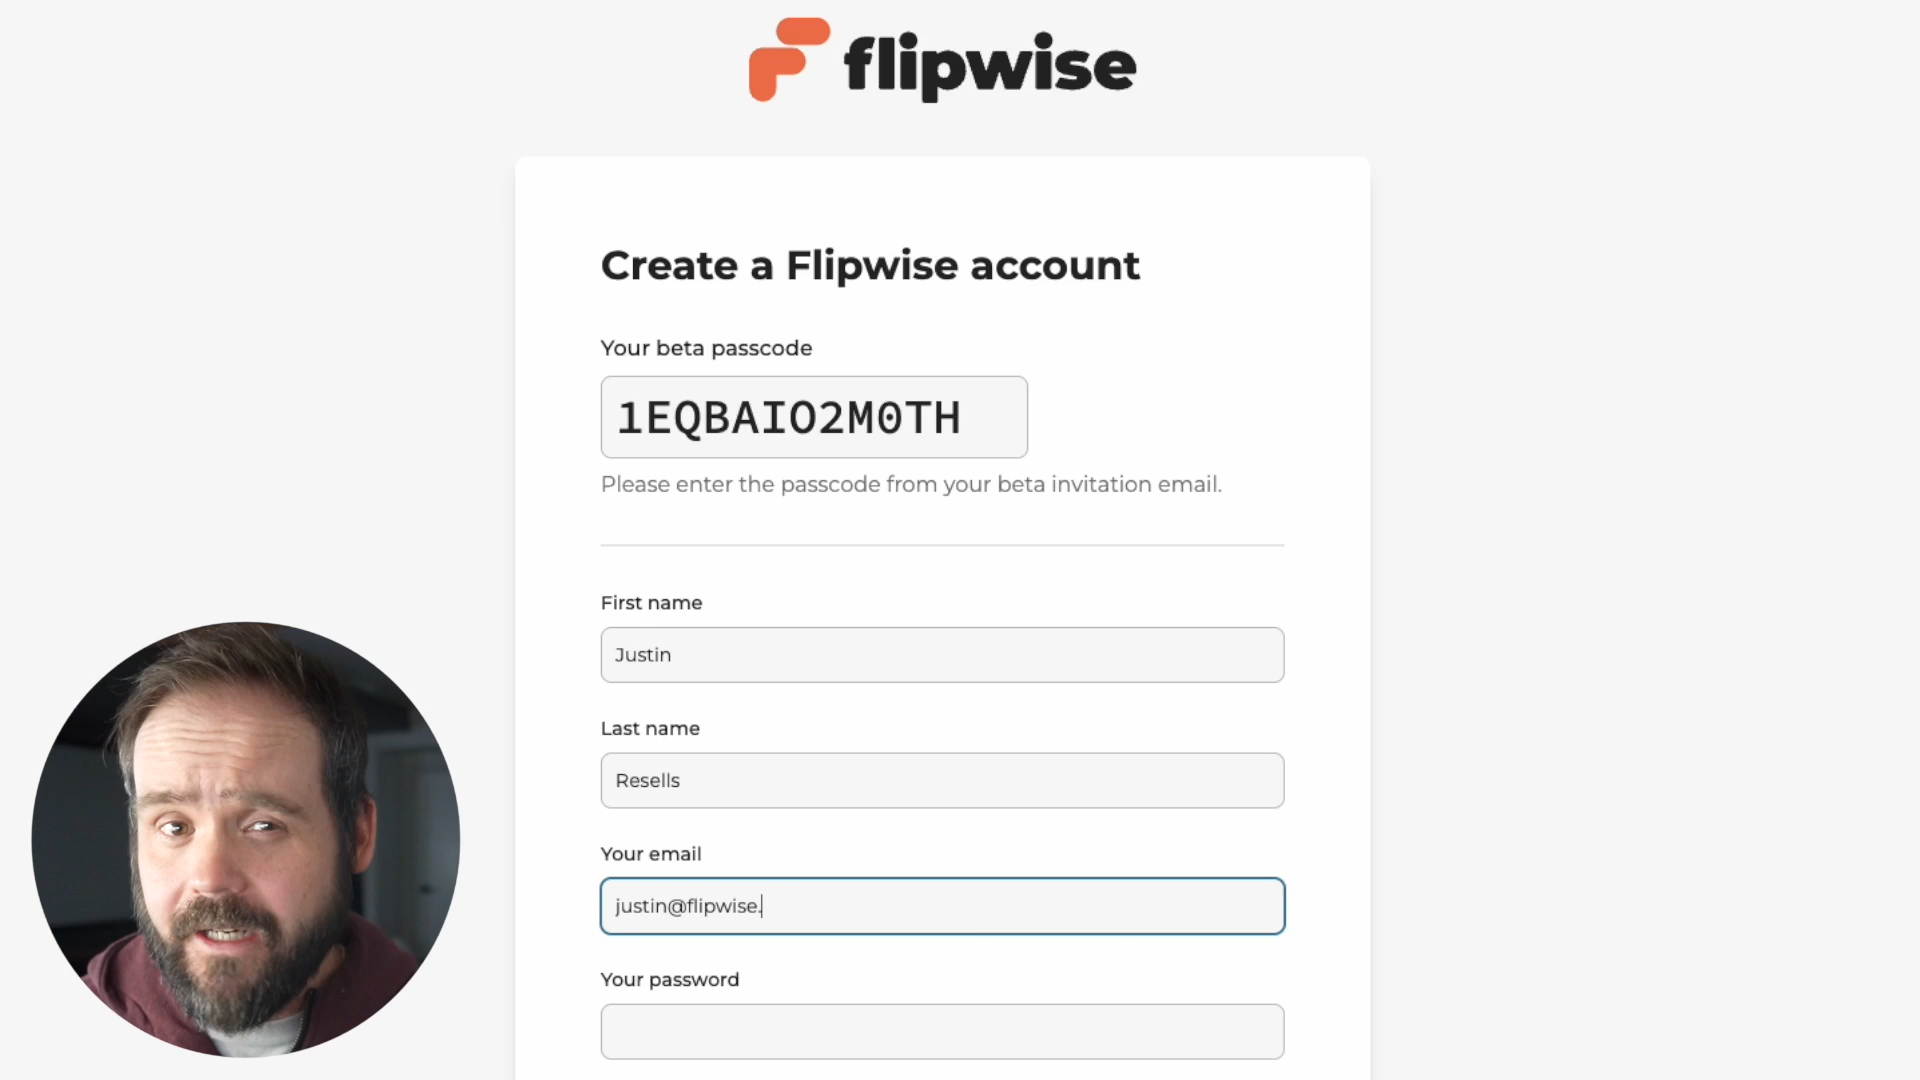 flipwise
Create a Flipwise account
Your beta passcode
1EQBAIO2M0TH
Please enter the passcode from your beta invitation email.
First name
Justin
Last name
Resells
Your email
justin@flipwise.
Your password